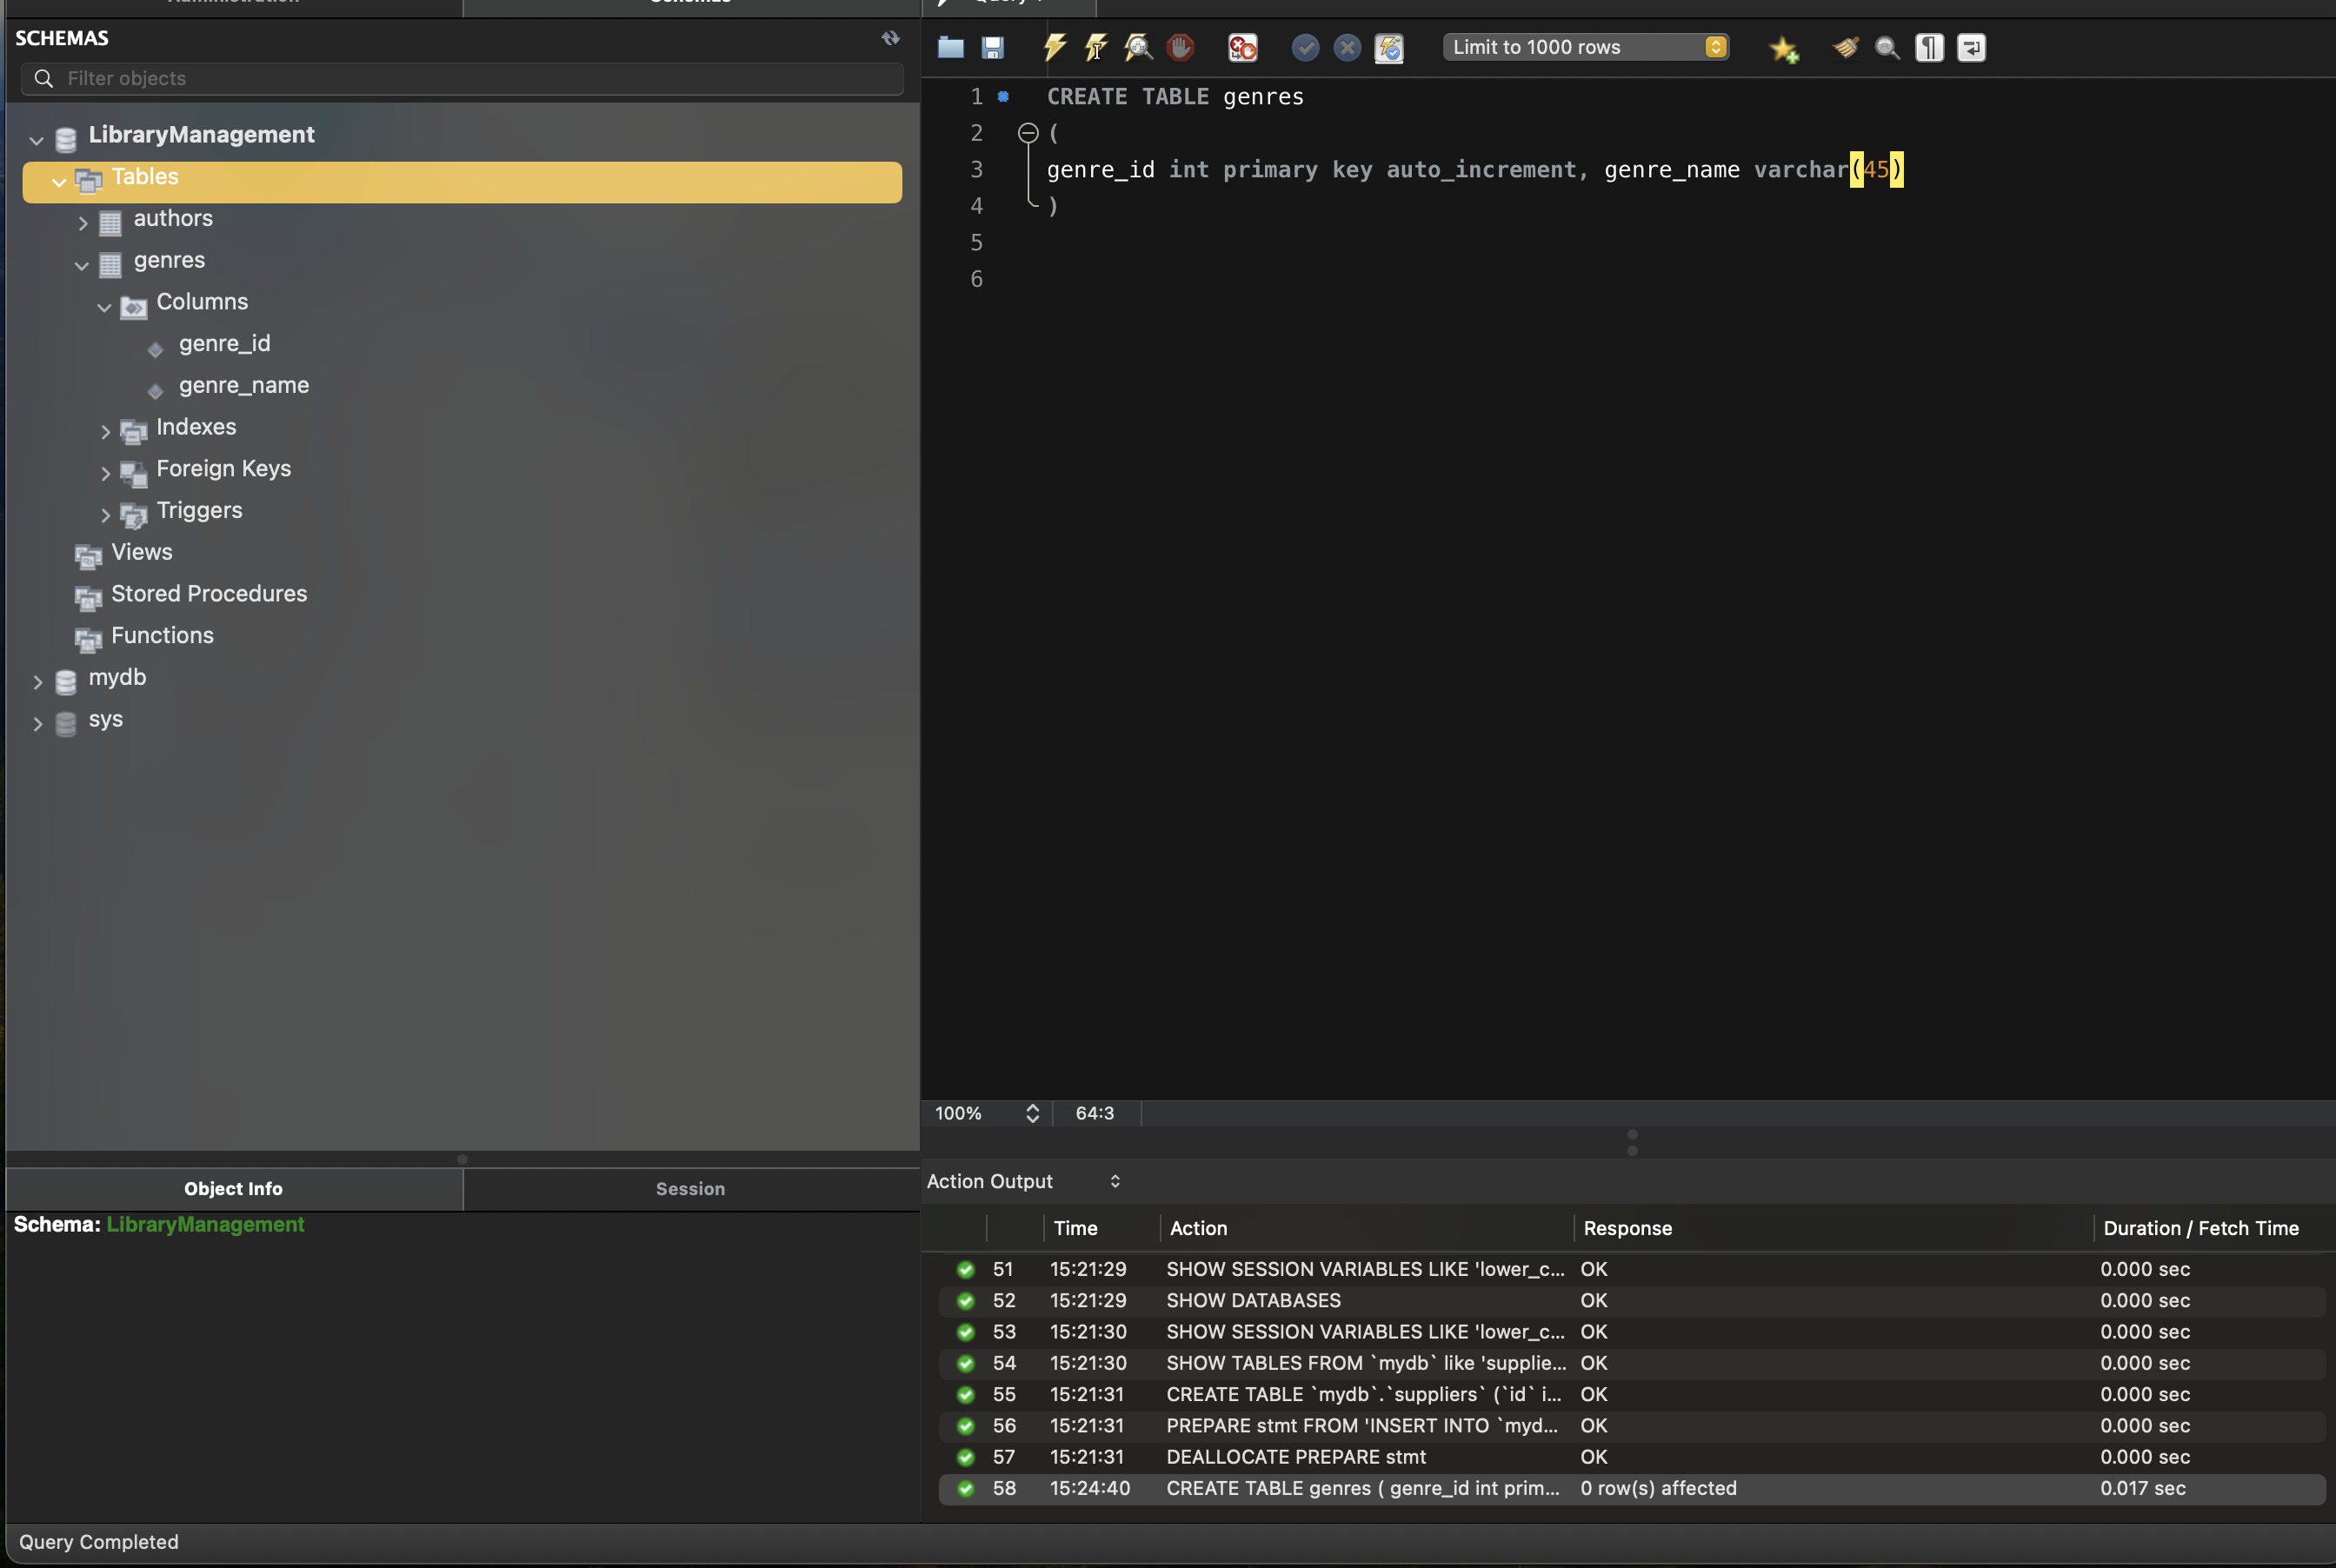 SCHEMAS
Filter objects
LibraryManagement
Tables
authors
genres
Columns
genre_id
genre_name
Indexes
Foreign Keys
Triggers
Views
Stored Procedures
Functions
mydb
sys
Object Info
Session
Schema: LibraryManagement
Query Completed
Limit to 1000 rows
1 CREATE TABLE genres
2 (
3 genre_id int primary key auto_increment, genre_name varchar(45)
4 )
5
6
100% 64:3
Action Output
Time Action Response Duration / Fetch Time
51 15:21:29 SHOW SESSION VARIABLES LIKE 'lower_c... OK 0.000 sec
52 15:21:29 SHOW DATABASES OK 0.000 sec
53 15:21:30 SHOW SESSION VARIABLES LIKE 'lower_c... OK 0.000 sec
54 15:21:30 SHOW TABLES FROM `mydb` like 'supplie... OK 0.000 sec
55 15:21:31 CREATE TABLE `mydb`.`suppliers` (`id` i... OK 0.000 sec
56 15:21:31 PREPARE stmt FROM 'INSERT INTO `myd... OK 0.000 sec
57 15:21:31 DEALLOCATE PREPARE stmt OK 0.000 sec
58 15:24:40 CREATE TABLE genres ( genre_id int prim... 0 row(s) affected 0.017 sec